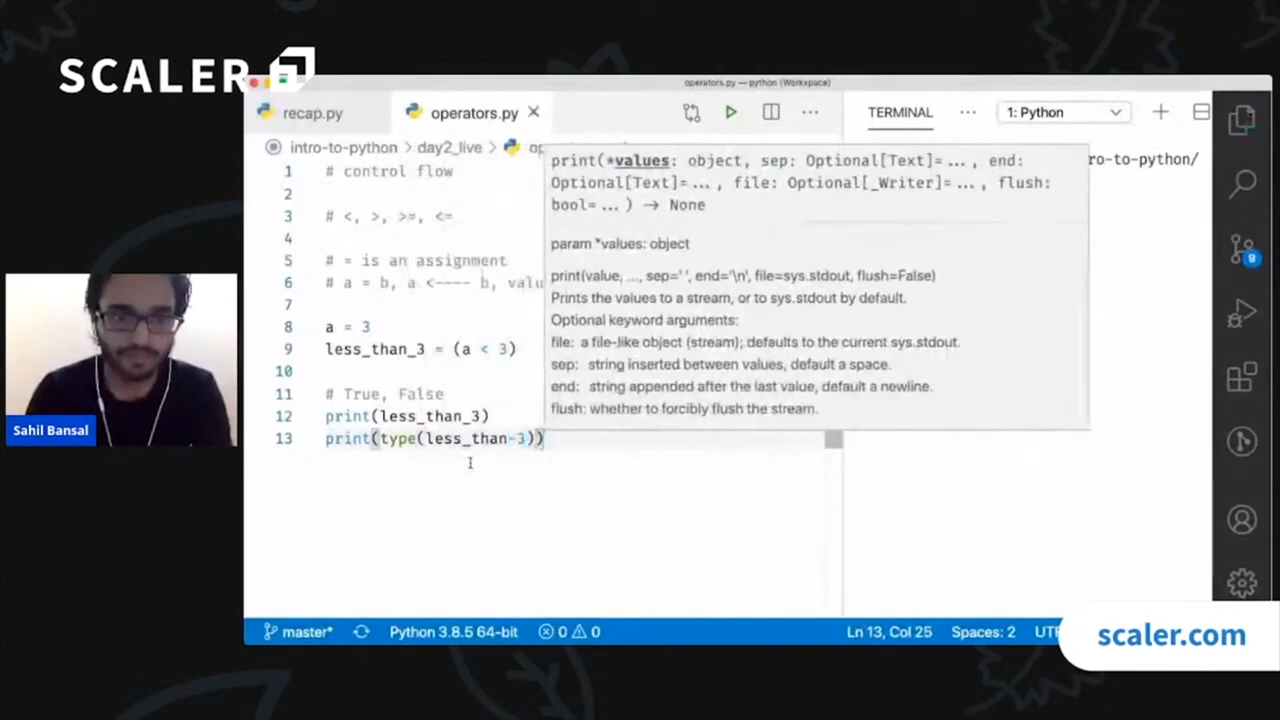 SCALER
operators.py — python (Workspace)
recap.py
operators.py
TERMINAL
1: Python
intro-to-python > day2_live >
ro-to-python/
1 # control flow
2
3 # <, >, >=, <=
4
5 # = is an assignment
6 # a = b, a <---- b, valu
7
8 a = 3
9 less_than_3 = (a < 3)
10
11 # True, False
12 print(less_than_3)
13 print(type(less_than-3))
print(*values: object, sep: Optional[Text]=..., end:
Optional[Text]=..., file: Optional[_Writer]=..., flush:
bool=...) → None
param *values: object
print(value, ..., sep=' ', end='\n', file=sys.stdout, flush=False)
Prints the values to a stream, or to sys.stdout by default.
Optional keyword arguments:
file: a file-like object (stream); defaults to the current sys.stdout.
sep: string inserted between values, default a space.
end: string appended after the last value, default a newline.
flush: whether to forcibly flush the stream.
9
Sahil Bansal
master*
Python 3.8.5 64-bit
0
0
Ln 13, Col 25
Spaces: 2
scaler.com